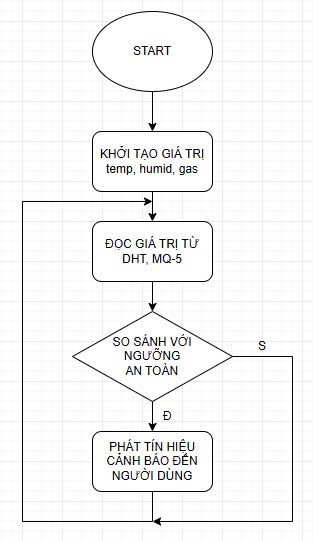 START
KHỞI TẠO GIÁ TRỊ
temp, humid, gas
ĐỌC GIÁ TRỊ TỪ
DHT, MQ-5
SO SÁNH VỚI
NGƯỠNG
AN TOÀN
S
Đ
PHÁT TÍN HIỆU
CẢNH BÁO ĐẾN
NGƯỜI DÙNG